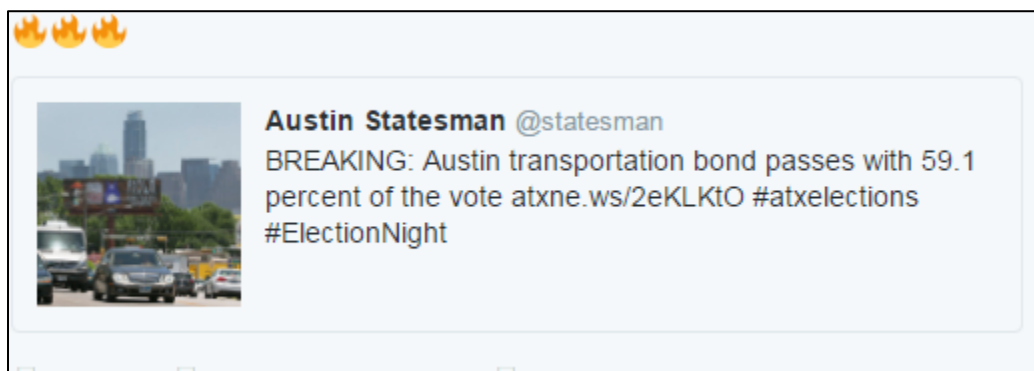 🔥🔥🔥
Austin Statesman @statesman
BREAKING: Austin transportation bond passes with 59.1
percent of the vote atxne.ws/2eKLKtO #atxelections
#ElectionNight